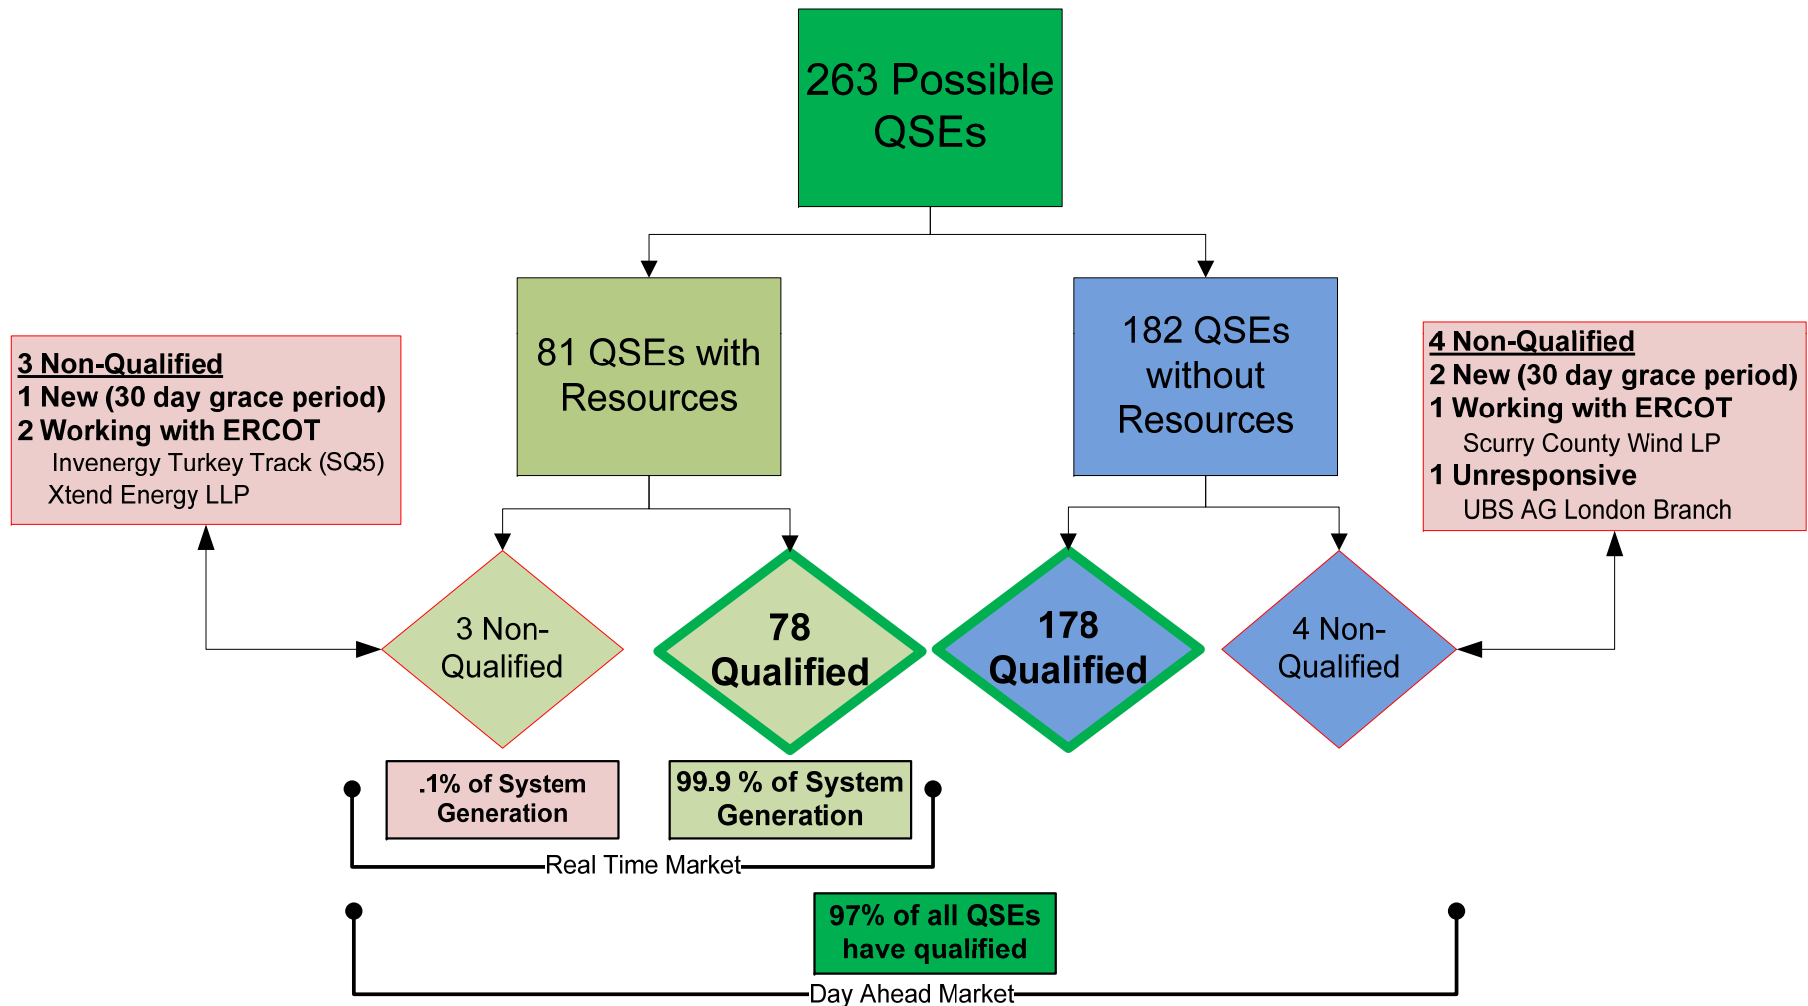 263 Possible
QSEs
81 QSEs with
Resources
182 QSEs
without
Resources
3 Non-Qualified
1 New (30 day grace period)
2 Working with ERCOT
Invenergy Turkey Track (SQ5)
Xtend Energy LLP
4 Non-Qualified
2 New (30 day grace period)
1 Working with ERCOT
Scurry County Wind LP
1 Unresponsive
UBS AG London Branch
3 Non-
Qualified
78
Qualified
178
Qualified
4 Non-
Qualified
.1% of System
Generation
99.9 % of System
Generation
Real Time Market
97% of all QSEs
have qualified
Day Ahead Market